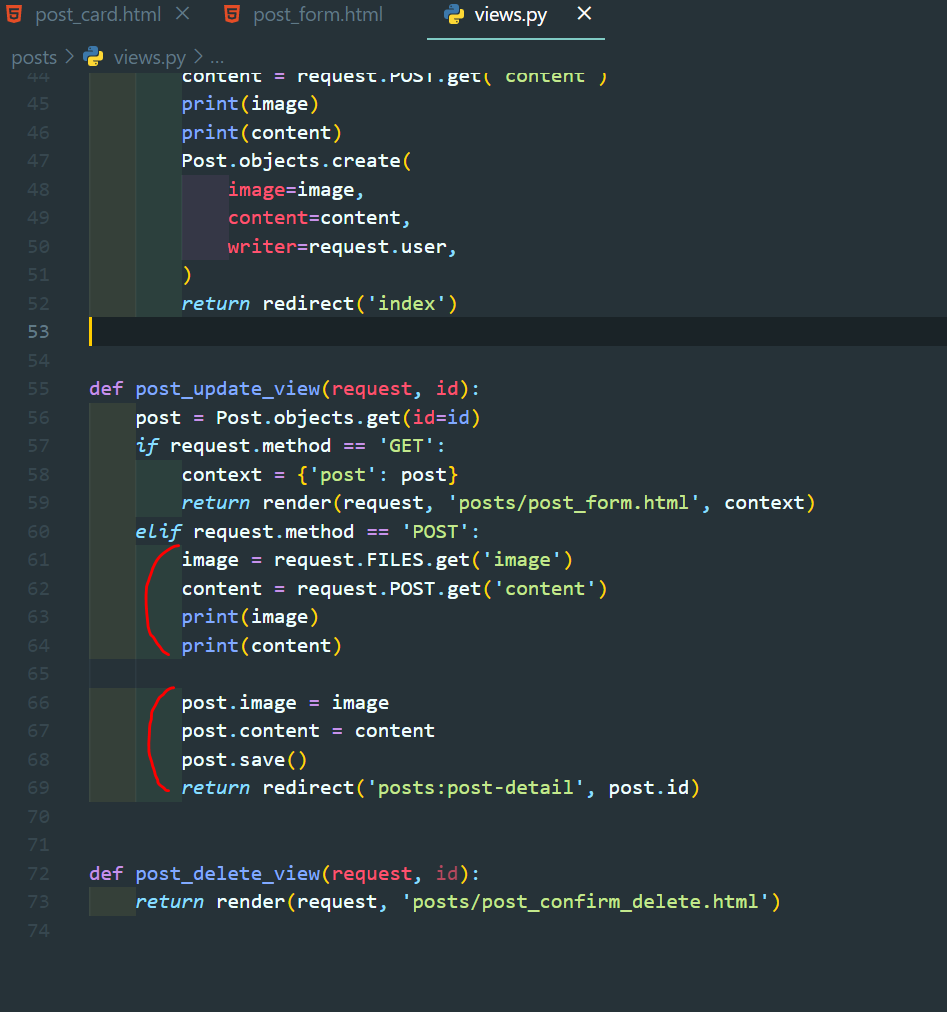 post_card.html
post_form.html
views.py
posts > views.py > ...
44 content = request.POST.get('content')
45 print(image)
46 print(content)
47 Post.objects.create(
48 image=image,
49 content=content,
50 writer=request.user,
51 )
52 return redirect('index')
53
54
55 def post_update_view(request, id):
56 post = Post.objects.get(id=id)
57 if request.method == 'GET':
58 context = {'post': post}
59 return render(request, 'posts/post_form.html', context)
60 elif request.method == 'POST':
61 image = request.FILES.get('image')
62 content = request.POST.get('content')
63 print(image)
64 print(content)
65
66 post.image = image
67 post.content = content
68 post.save()
69 return redirect('posts:post-detail', post.id)
70
71
72 def post_delete_view(request, id):
73 return render(request, 'posts/post_confirm_delete.html')
74